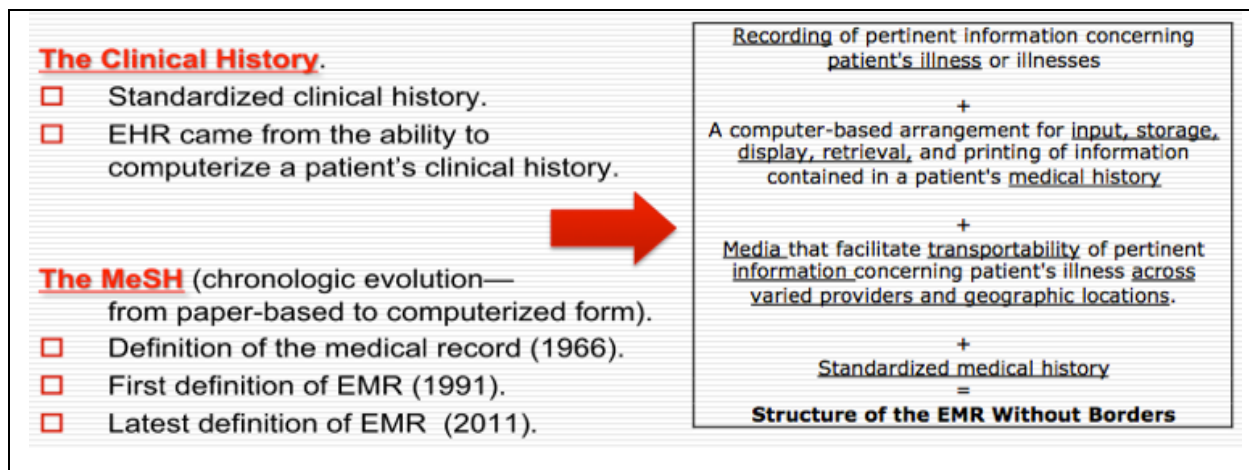 The Clinical History.
Standardized clinical history.
EHR came from the ability to
computerize a patient's clinical history.
The MeSH (chronologic evolution—
from paper-based to computerized form).
Definition of the medical record (1966).
First definition of EMR (1991).
Latest definition of EMR (2011).
Recording of pertinent information concerning
patient's illness or illnesses
+
A computer-based arrangement for input, storage,
display, retrieval, and printing of information
contained in a patient's medical history
+
Media that facilitate transportability of pertinent
information concerning patient's illness across
varied providers and geographic locations.
+
Standardized medical history
=
Structure of the EMR Without Borders